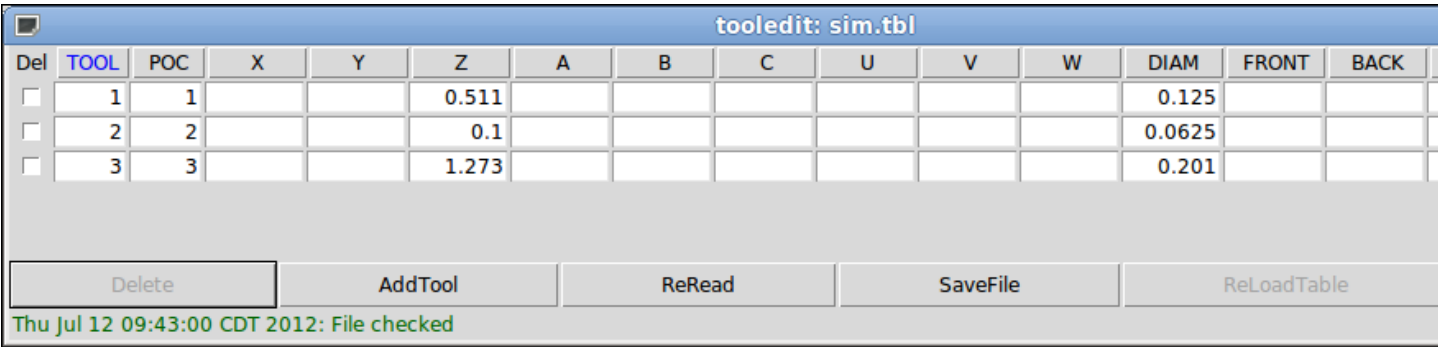 tooledit: sim.tbl
Del TOOL POC X Y Z A B C U V W DIAM FRONT BACK
1 1 0.511 0.125
2 2 0.1 0.0625
3 3 1.273 0.201
Delete AddTool ReRead SaveFile ReLoadTable
Thu Jul 12 09:43:00 CDT 2012: File checked